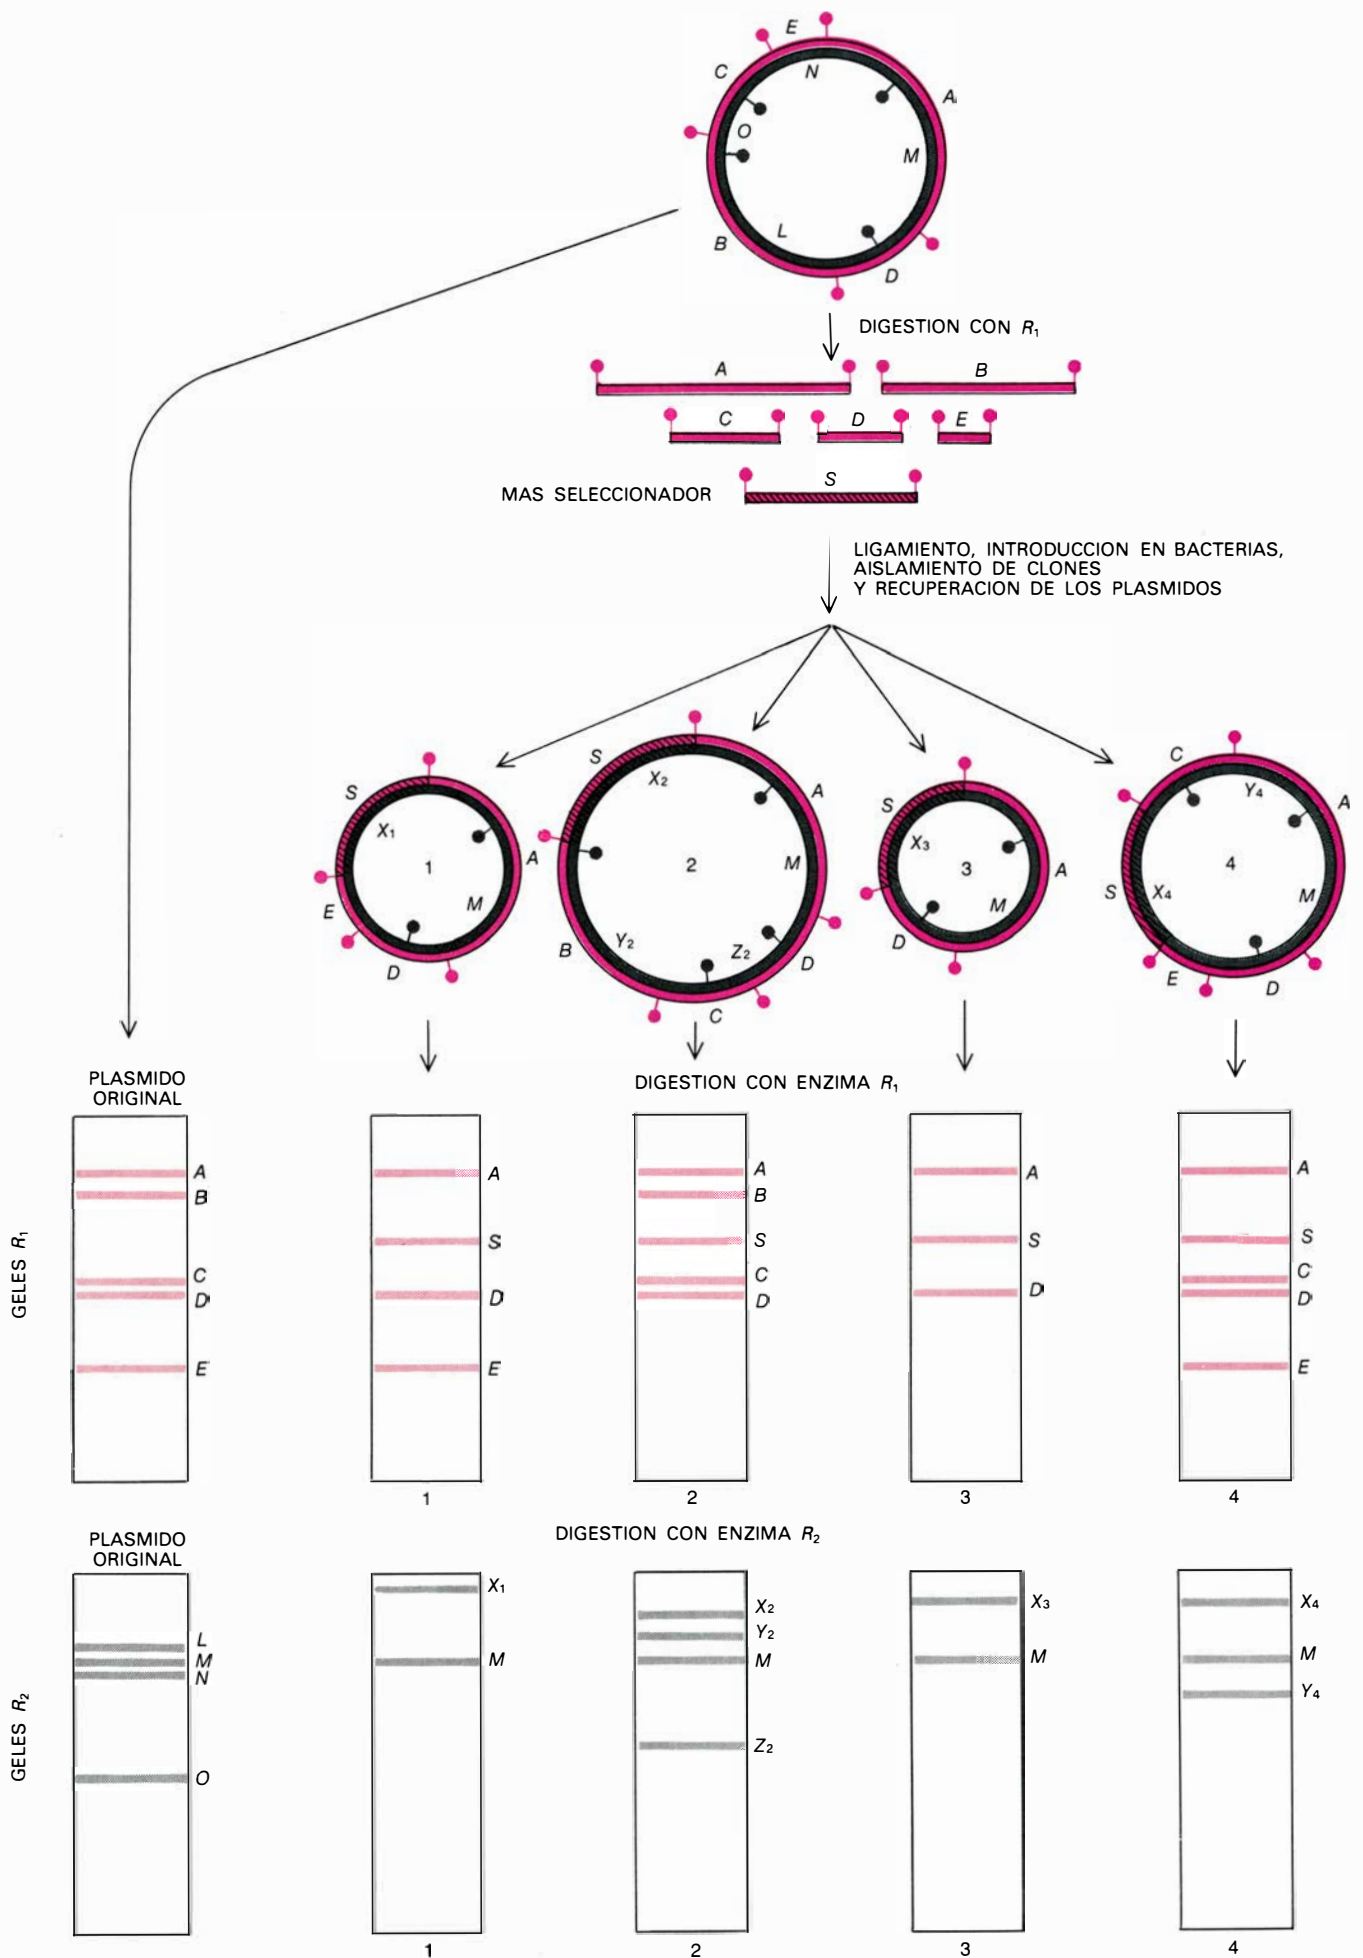 E
C
N
A
O
M
L
B
D
DIGESTION CON R1
A
B
C
D
E
S
MAS SELECCIONADOR
LIGAMIENTO, INTRODUCCION EN BACTERIAS,
AISLAMIENTO DE CLONES
Y RECUPERACION DE LOS PLASMIDOS
S
X1
1
A
M
E
D
S
X2
A
2
M
B
Y2
Z2
D
C
S
X3
3
A
M
D
C
Y4
A
4
S
X4
M
E
D
PLASMIDO
ORIGINAL
DIGESTION CON ENZIMA R1
GELES R1
A
B
C
D
E
A
S
D
E
1
A
B
S
C
D
2
A
S
D
3
A
S
C
D
E
4
PLASMIDO
ORIGINAL
DIGESTION CON ENZIMA R2
GELES R2
L
M
N
O
X1
M
1
X2
Y2
M
Z2
2
X3
M
3
X4
M
Y4
4